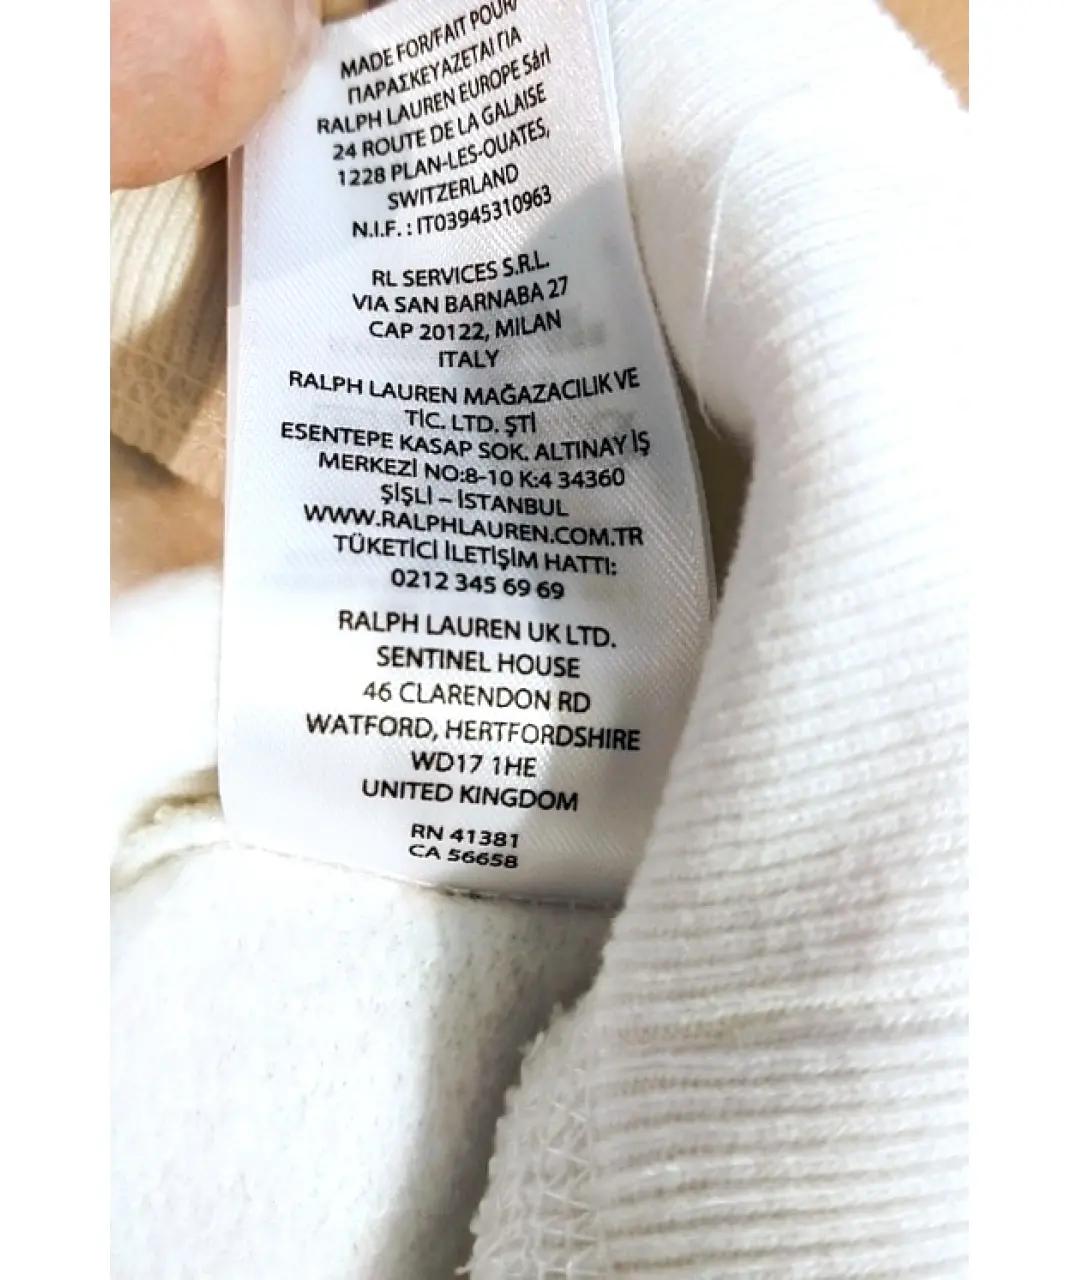 MADE FOR/FAIT POUR/
ΠΑΡΑΣΚΕΥΑΖΕΤΑΙ ΓΙΑ
RALPH LAUREN EUROPE Sàrl
24 ROUTE DE LA GALAISE
1228 PLAN-LES-OUATES,
SWITZERLAND
N.I.F. : IT03945310963
RL SERVICES S.R.L.
VIA SAN BARNABA 27
CAP 20122, MILAN
ITALY
RALPH LAUREN MAĞAZACILIK VE
TİC. LTD. ŞTİ
ESENTEPE KASAP SOK. ALTINAY İŞ
MERKEZİ NO:8-10 K:4 34360
ŞİŞLİ – İSTANBUL
WWW.RALPHLAUREN.COM.TR
TÜKETİCİ İLETİŞİM HATTI:
0212 345 69 69
RALPH LAUREN UK LTD.
SENTINEL HOUSE
46 CLARENDON RD
WATFORD, HERTFORDSHIRE
WD17 1HE
UNITED KINGDOM
RN 41381
CA 56658